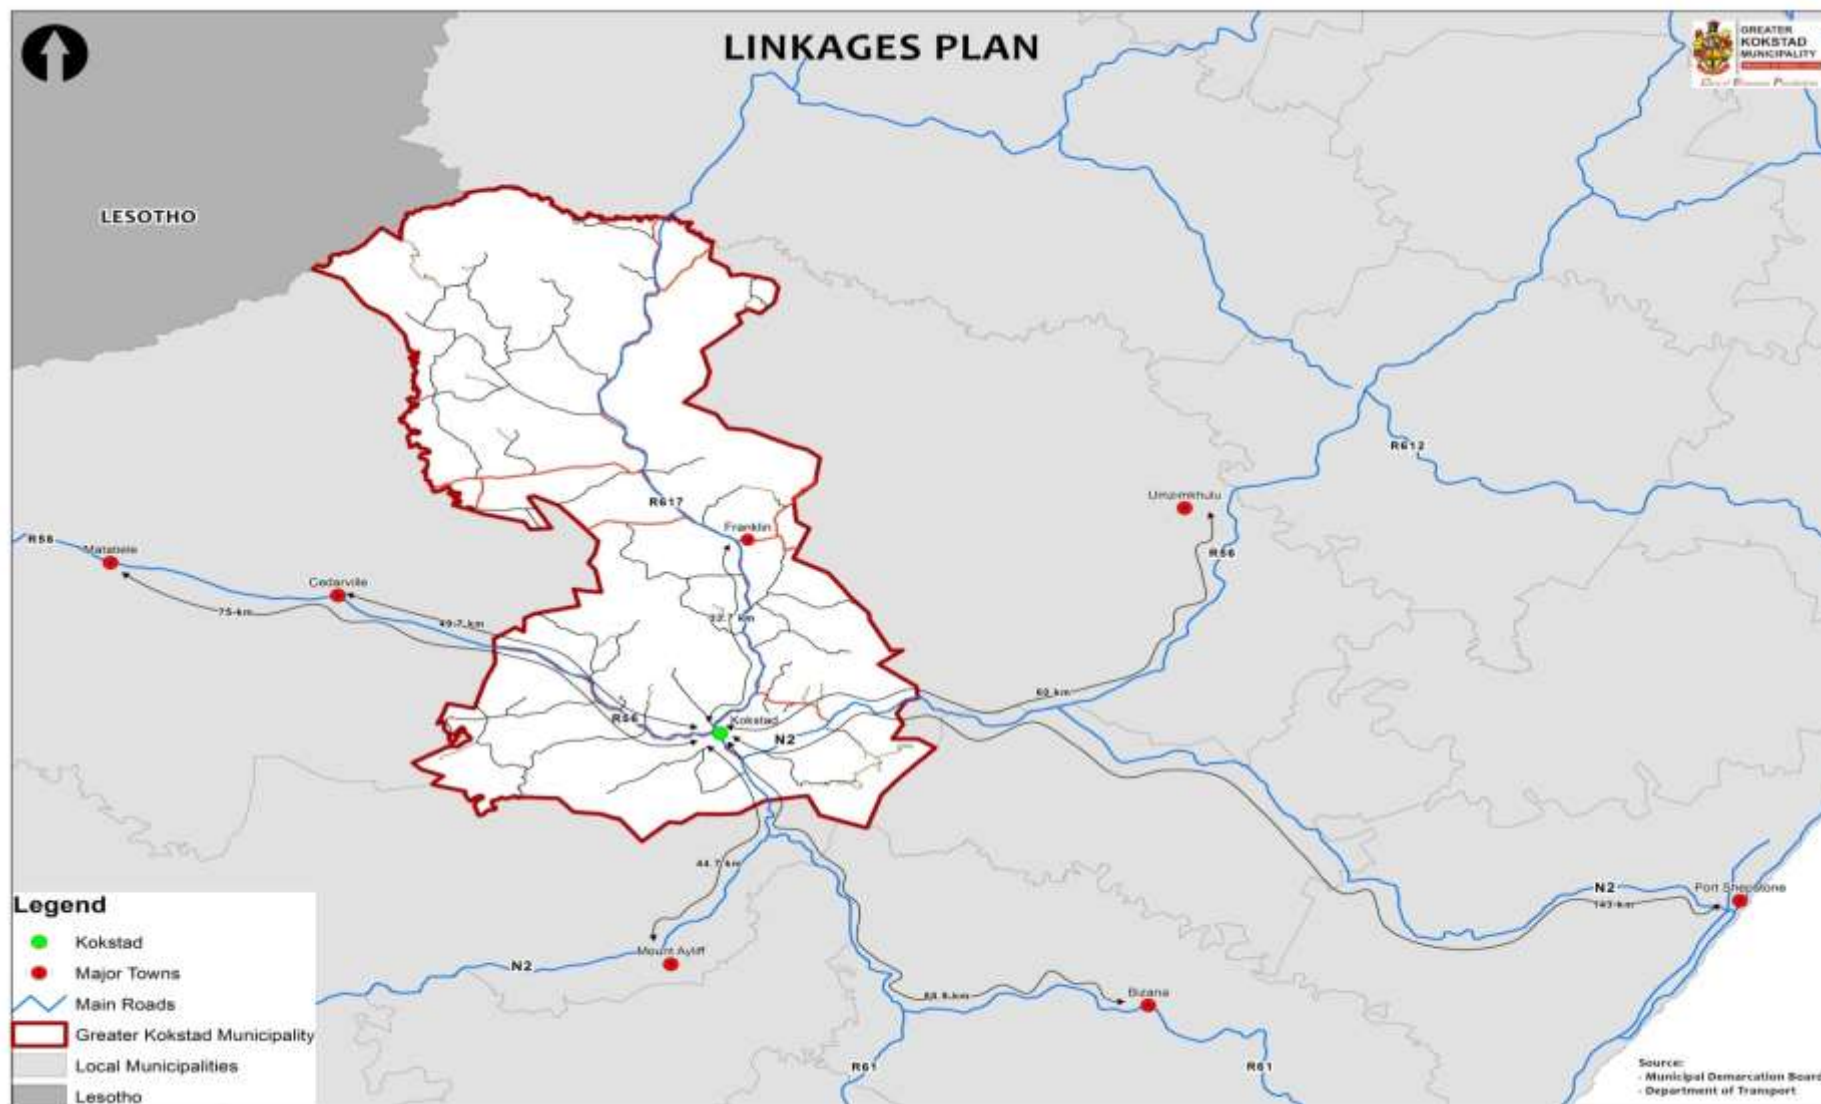 LINKAGES PLAN
GREATER
KOKSTAD
MUNICIPALITY
LESOTHO
R612
R617
Franklin
Umzimkhulu
R56
R56
Matatiele
Cedarville
75 km
49.7 km
60 km
Kokstad
R56
N2
44.7 km
N2
Port Shepstone
143 km
Mount Ayliff
N2
Bizana
R61
R61
Legend
Kokstad
Major Towns
Main Roads
Greater Kokstad Municipality
Local Municipalities
Lesotho
Source:
- Municipal Demarcation Board
- Department of Transport